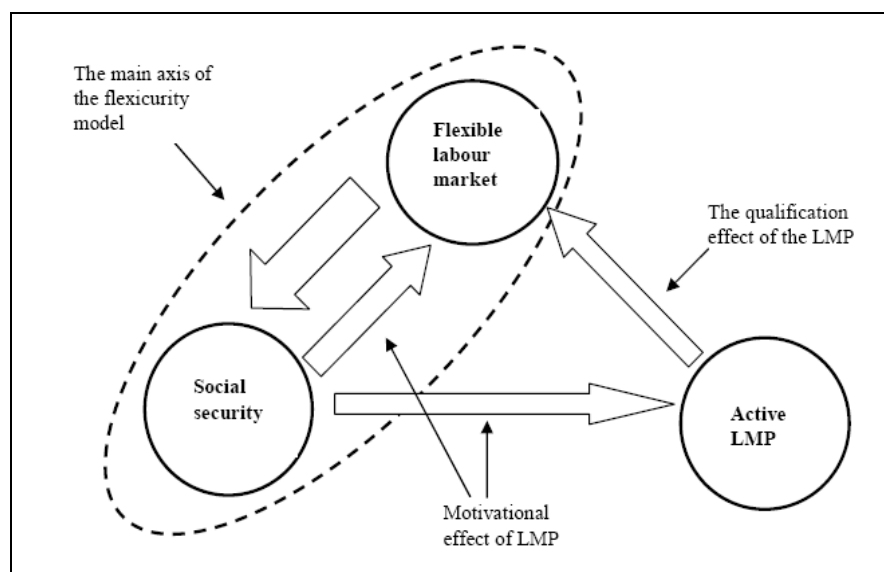 The main axis of
the flexicurity
model
Flexible
labour
market
The qualification
effect of the LMP
Social
security
Active
LMP
Motivational
effect of LMP